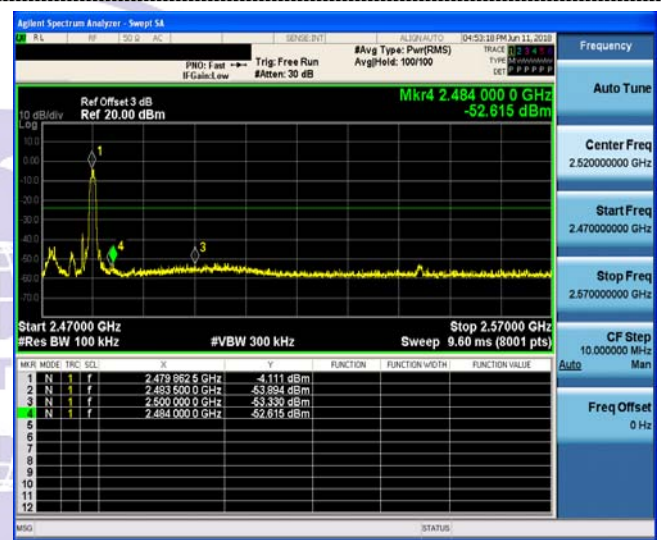 Agilent Spectrum Analyzer - Swept SA
RL RF 50 Ω AC SENSE:INT ALIGN AUTO 04:53:18 PM Jun 11, 2018
PNO: Fast Trig: Free Run #Avg Type: Pwr(RMS) TRACE 1 2 3 4 5 6
IFGain:Low #Atten: 30 dB Avg|Hold: 100/100 TYPE M
DET P P P P P P
Ref Offset 3 dB Mkr4 2.484 000 0 GHz
10 dB/div Ref 20.00 dBm -52.615 dBm
Log
10.0
0.00
-10.0
-20.0
-30.0
-40.0
-50.0
-60.0
-70.0
1
4
3
Start 2.47000 GHz Stop 2.57000 GHz
#Res BW 100 kHz #VBW 300 kHz Sweep 9.60 ms (8001 pts)
MKR MODE TRC SCL X Y FUNCTION FUNCTION WIDTH FUNCTION VALUE
1 N 1 f 2.479 862 5 GHz -4.111 dBm
2 N 1 f 2.483 500 0 GHz -53.894 dBm
3 N 1 f 2.500 000 0 GHz -53.330 dBm
4 N 1 f 2.484 000 0 GHz -52.615 dBm
5
6
7
8
9
10
11
12
MSG STATUS
Frequency
Auto Tune
Center Freq
2.520000000 GHz
Start Freq
2.470000000 GHz
Stop Freq
2.570000000 GHz
CF Step
10.000000 MHz
Auto Man
Freq Offset
0 Hz